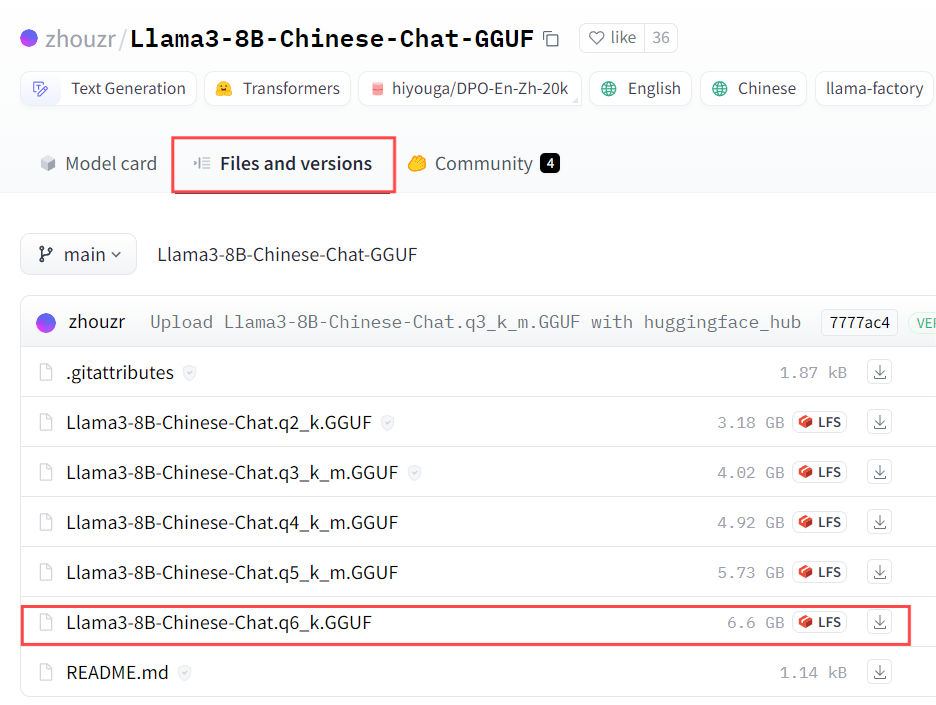 zhouzr/Llama3-8B-Chinese-Chat-GGUF like 36
Text Generation Transformers hiyouga/DPO-En-Zh-20k English Chinese llama-factory
Model card Files and versions Community 4
main Llama3-8B-Chinese-Chat-GGUF
zhouzr Upload Llama3-8B-Chinese-Chat.q3_k_m.GGUF with huggingface_hub 7777ac4
.gitattributes 1.87 kB
Llama3-8B-Chinese-Chat.q2_k.GGUF 3.18 GB LFS
Llama3-8B-Chinese-Chat.q3_k_m.GGUF 4.02 GB LFS
Llama3-8B-Chinese-Chat.q4_k_m.GGUF 4.92 GB LFS
Llama3-8B-Chinese-Chat.q5_k_m.GGUF 5.73 GB LFS
Llama3-8B-Chinese-Chat.q6_k.GGUF 6.6 GB LFS
README.md 1.14 kB